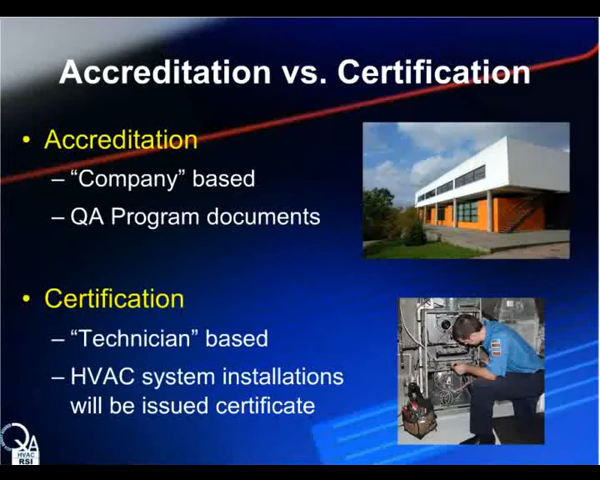 Accreditation vs. Certification
• Accreditation
– “Company” based
– QA Program documents
• Certification
– “Technician” based
– HVAC system installations
will be issued certificate
QA
HVAC
RSI